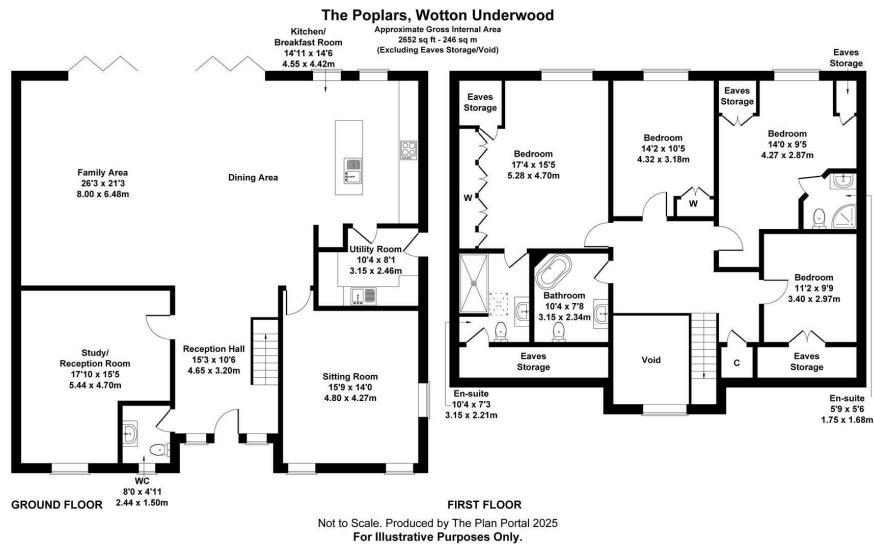 The Poplars, Wotton Underwood
Approximate Gross Internal Area
2652 sq ft - 246 sq m
(Excluding Eaves Storage/Void)
Kitchen/
Breakfast Room
14'11 x 14'6
4.55 x 4.42m
Family Area
26'3 x 21'3
8.00 x 6.48m
Dining Area
Utility Room
10'4 x 8'1
3.15 x 2.46m
Study/
Reception Room
17'10 x 15'5
5.44 x 4.70m
Reception Hall
15'3 x 10'6
4.65 x 3.20m
Sitting Room
15'9 x 14'0
4.80 x 4.27m
WC
8'0 x 4'11
2.44 x 1.50m
GROUND FLOOR
Eaves
Storage
Eaves
Storage
Eaves
Storage
Bedroom
17'4 x 15'5
5.28 x 4.70m
W
Bedroom
14'2 x 10'5
4.32 x 3.18m
W
Bedroom
14'0 x 9'5
4.27 x 2.87m
Bathroom
10'4 x 7'8
3.15 x 2.34m
Bedroom
11'2 x 9'9
3.40 x 2.97m
Eaves
Storage
Void
C
Eaves
Storage
En-suite
10'4 x 7'3
3.15 x 2.21m
En-suite
5'9 x 5'6
1.75 x 1.68m
FIRST FLOOR
Not to Scale. Produced by The Plan Portal 2025
For Illustrative Purposes Only.